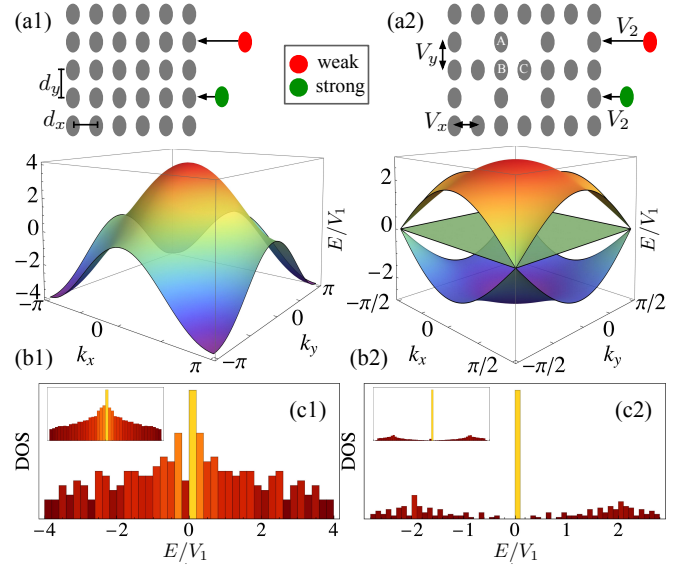 (a1)
(a2)
V_2
A
weak
V_y
strong
d_y
B C
d_x
V_x
V_2
4
2
0
−2
−4
E/V_1
−π
0
k_x
π
−π
0
k_y
π
2
0
−2
E/V_1
−π/2
0
k_x
π/2
−π/2
0
k_y
π/2
(b1)
(b2)
(c1)
(c2)
DOS
DOS
−4 −2 0 2 4
−2 −1 0 1 2
E/V_1
E/V_1